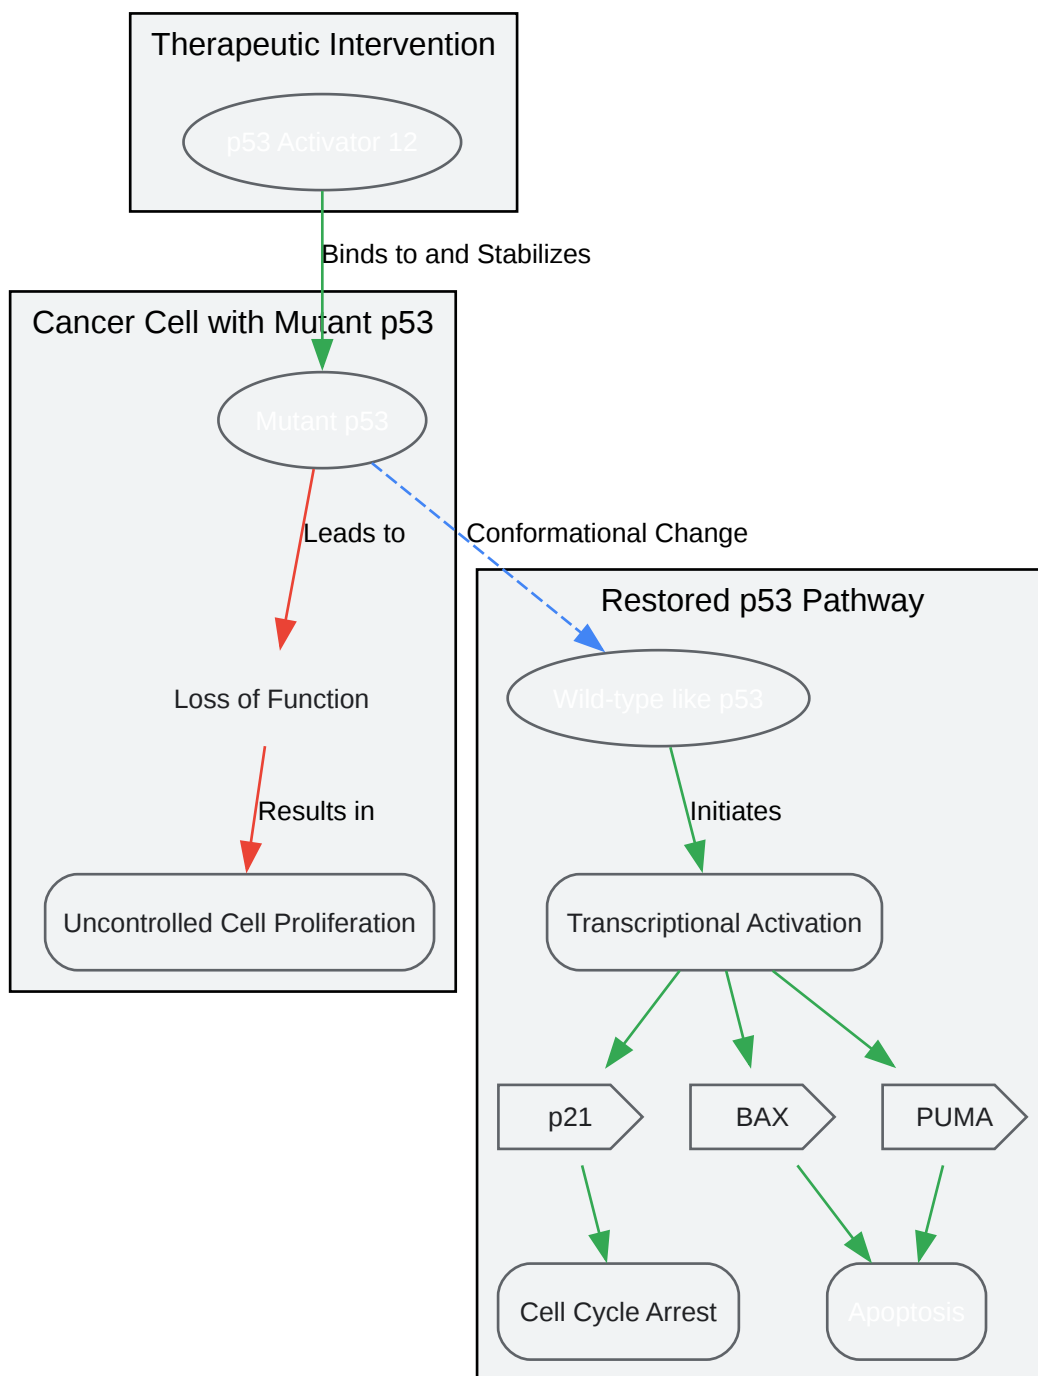 Therapeutic Intervention
p53 Activator 12
Binds to and Stabilizes
Cancer Cell with Mutant p53
Mutant p53
Leads to
Conformational Change
Restored p53 Pathway
Loss of Function
Wild-type like p53
Results in
Initiates
Uncontrolled Cell Proliferation
Transcriptional Activation
p21
BAX
PUMA
Cell Cycle Arrest
Apoptosis